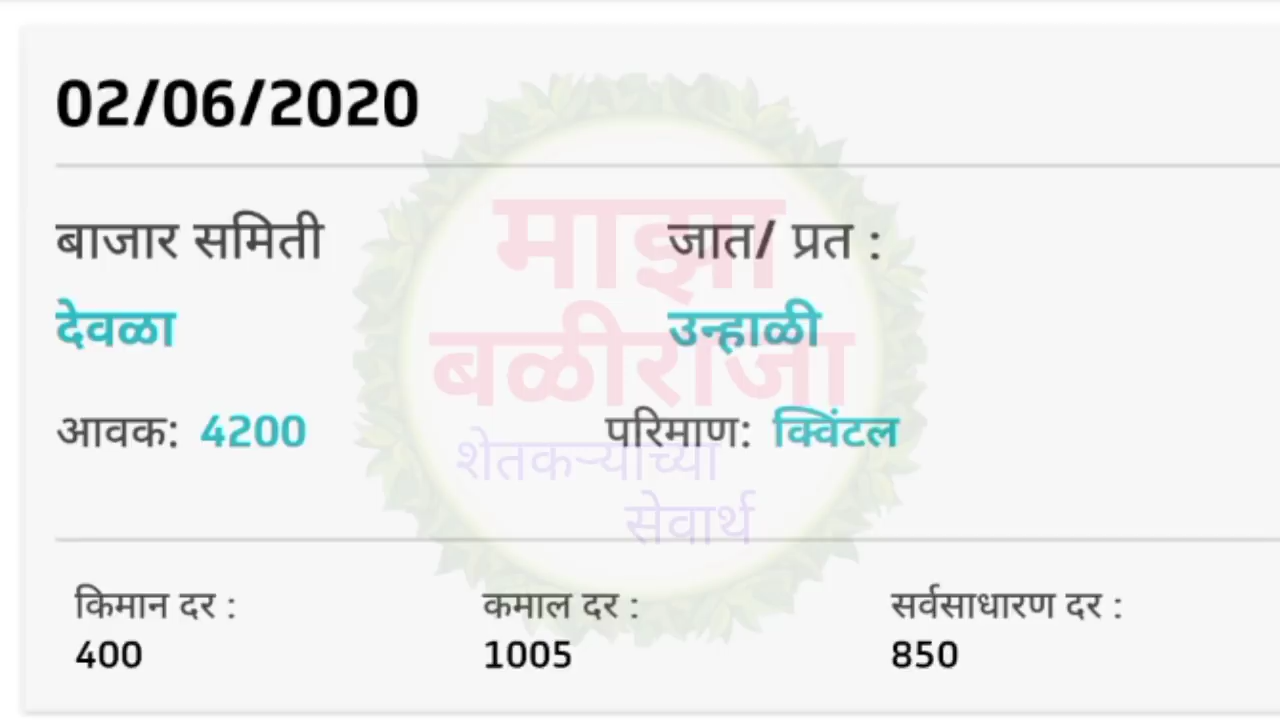 02/06/2020
बाजार समिती
जात/ प्रत :
देवळा
उन्हाळी
आवक: 4200
परिमाण: क्विंटल
किमान दर :
कमाल दर :
सर्वसाधारण दर :
400
1005
850
माझा
बळीराजा
शेतकऱ्यांच्या
सेवार्थ